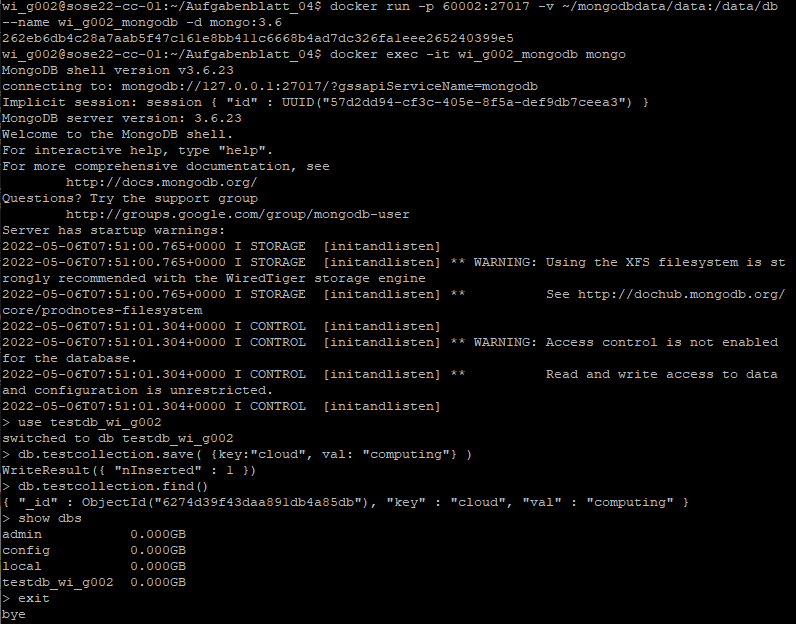 wi_g002@sose22-cc-01:~/Aufgabenblatt_04$ docker run -p 60002:27017 -v ~/mongodbdata/data:/data/db
--name wi_g002_mongodb -d mongo:3.6
262eb6db4c28a7aab5f47c161e8bb411c6668b4ad7dc326fa1eee265240399e5
wi_g002@sose22-cc-01:~/Aufgabenblatt_04$ docker exec -it wi_g002_mongodb mongo
MongoDB shell version v3.6.23
connecting to: mongodb://127.0.0.1:27017/?gssapiServiceName=mongodb
Implicit session: session { "id" : UUID("57d2dd94-cf3c-405e-8f5a-def9db7ceea3") }
MongoDB server version: 3.6.23
Welcome to the MongoDB shell.
For interactive help, type "help".
For more comprehensive documentation, see
        http://docs.mongodb.org/
Questions? Try the support group
        http://groups.google.com/group/mongodb-user
Server has startup warnings:
2022-05-06T07:51:00.765+0000 I STORAGE  [initandlisten]
2022-05-06T07:51:00.765+0000 I STORAGE  [initandlisten] ** WARNING: Using the XFS filesystem is st
rongly recommended with the WiredTiger storage engine
2022-05-06T07:51:00.765+0000 I STORAGE  [initandlisten] **          See http://dochub.mongodb.org/
core/prodnotes-filesystem
2022-05-06T07:51:01.304+0000 I CONTROL  [initandlisten]
2022-05-06T07:51:01.304+0000 I CONTROL  [initandlisten] ** WARNING: Access control is not enabled
for the database.
2022-05-06T07:51:01.304+0000 I CONTROL  [initandlisten] **          Read and write access to data
and configuration is unrestricted.
2022-05-06T07:51:01.304+0000 I CONTROL  [initandlisten]
> use testdb_wi_g002
switched to db testdb_wi_g002
> db.testcollection.save( {key:"cloud", val: "computing"} )
WriteResult({ "nInserted" : 1 })
> db.testcollection.find()
{ "_id" : ObjectId("6274d39f43daa891db4a85db"), "key" : "cloud", "val" : "computing" }
> show dbs
admin           0.000GB
config          0.000GB
local           0.000GB
testdb_wi_g002  0.000GB
> exit
bye